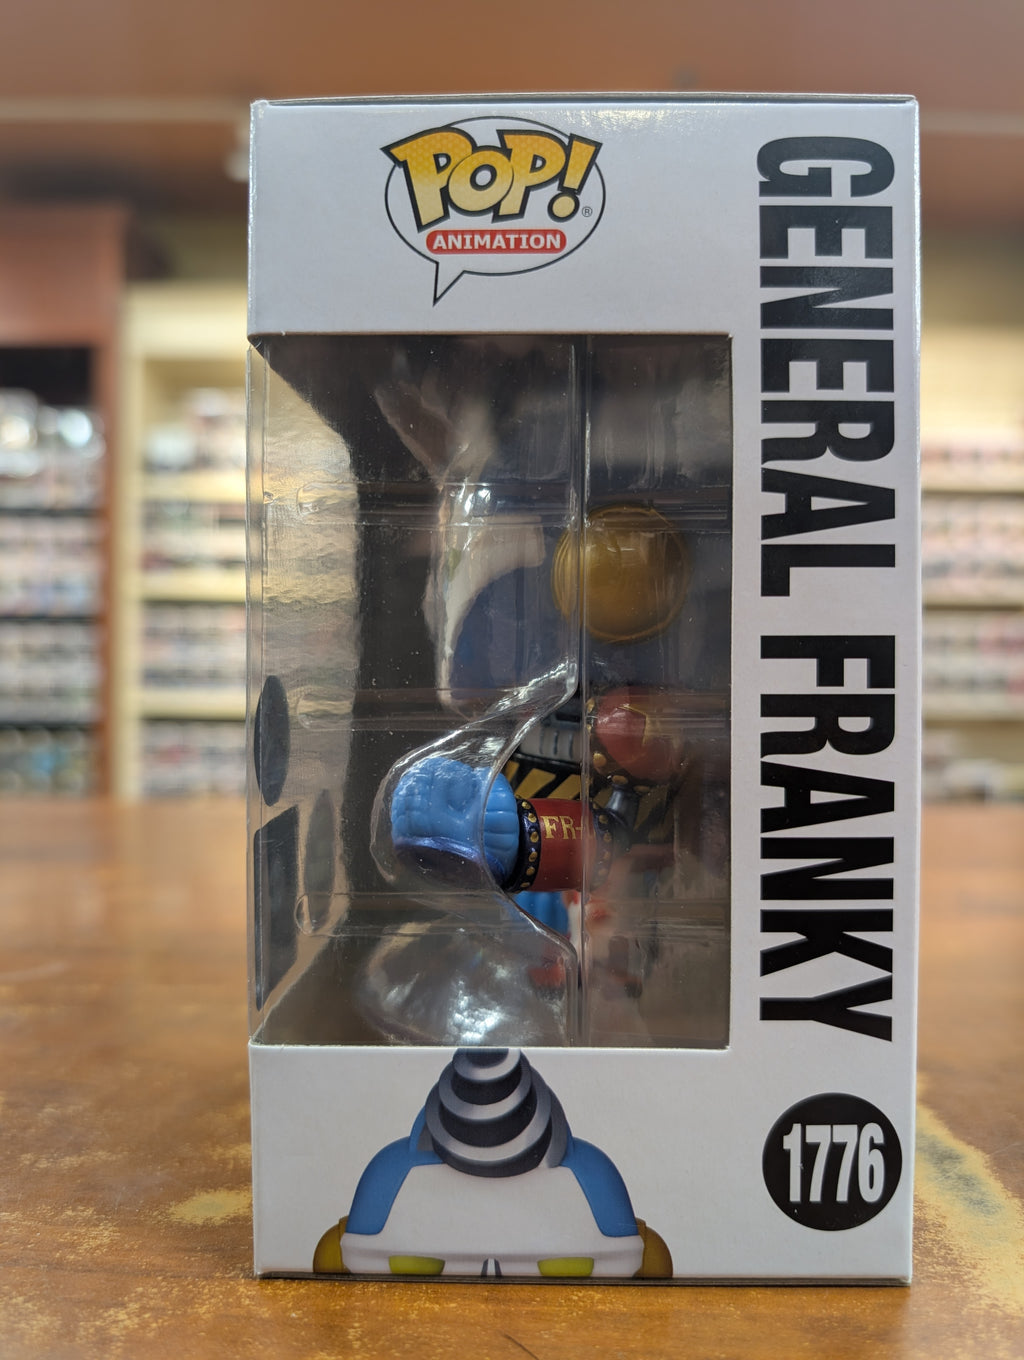 POP!
®
ANIMATION
GENERAL FRANKY
FR-
1776